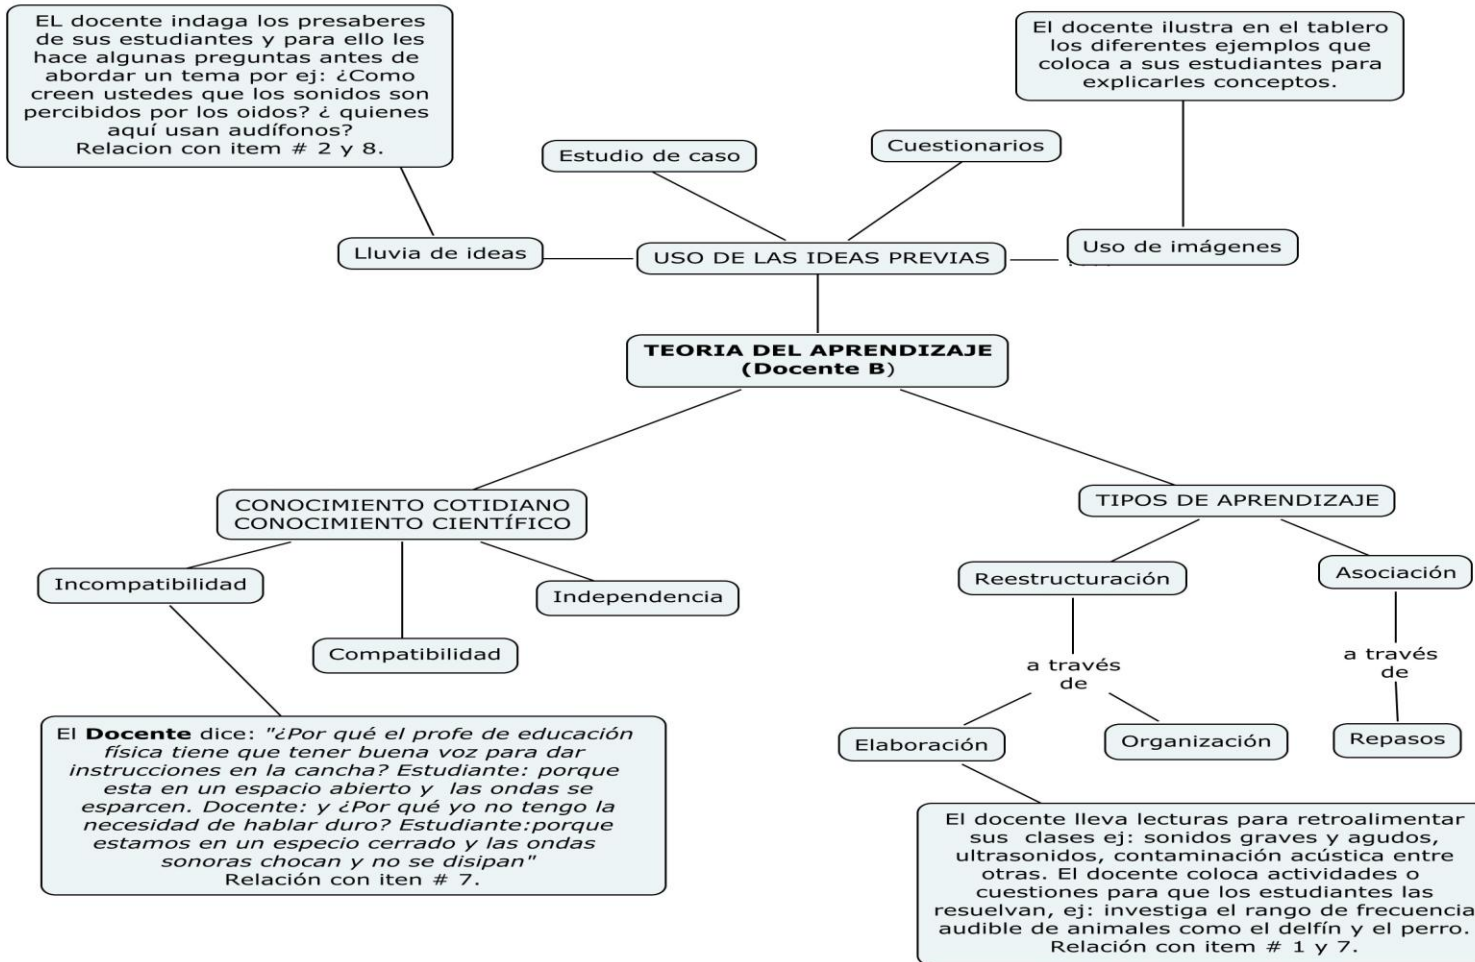 EL docente indaga los presaberes
de sus estudiantes y para ello les
hace algunas preguntas antes de
abordar un tema por ej: ¿Como
creen ustedes que los sonidos son
percibidos por los oidos? ¿ quienes
aquí usan audífonos?
Relacion con item # 2 y 8.
El docente ilustra en el tablero
los diferentes ejemplos que
coloca a sus estudiantes para
explicarles conceptos.
Estudio de caso
Cuestionarios
Lluvia de ideas
USO DE LAS IDEAS PREVIAS
Uso de imágenes
TEORIA DEL APRENDIZAJE
(Docente B)
CONOCIMIENTO COTIDIANO
CONOCIMIENTO CIENTÍFICO
TIPOS DE APRENDIZAJE
Incompatibilidad
Independencia
Compatibilidad
Reestructuración
Asociación
a través
de
a través
de
Elaboración
Organización
Repasos
El Docente dice: "¿Por qué el profe de educación
física tiene que tener buena voz para dar
instrucciones en la cancha? Estudiante: porque
esta en un espacio abierto y las ondas se
esparcen. Docente: y ¿Por qué yo no tengo la
necesidad de hablar duro? Estudiante:porque
estamos en un especio cerrado y las ondas
sonoras chocan y no se disipan"
Relación con iten # 7.
El docente lleva lecturas para retroalimentar
sus clases ej: sonidos graves y agudos,
ultrasonidos, contaminación acústica entre
otras. El docente coloca actividades o
cuestiones para que los estudiantes las
resuelvan, ej: investiga el rango de frecuencia
audible de animales como el delfín y el perro.
Relación con item # 1 y 7.